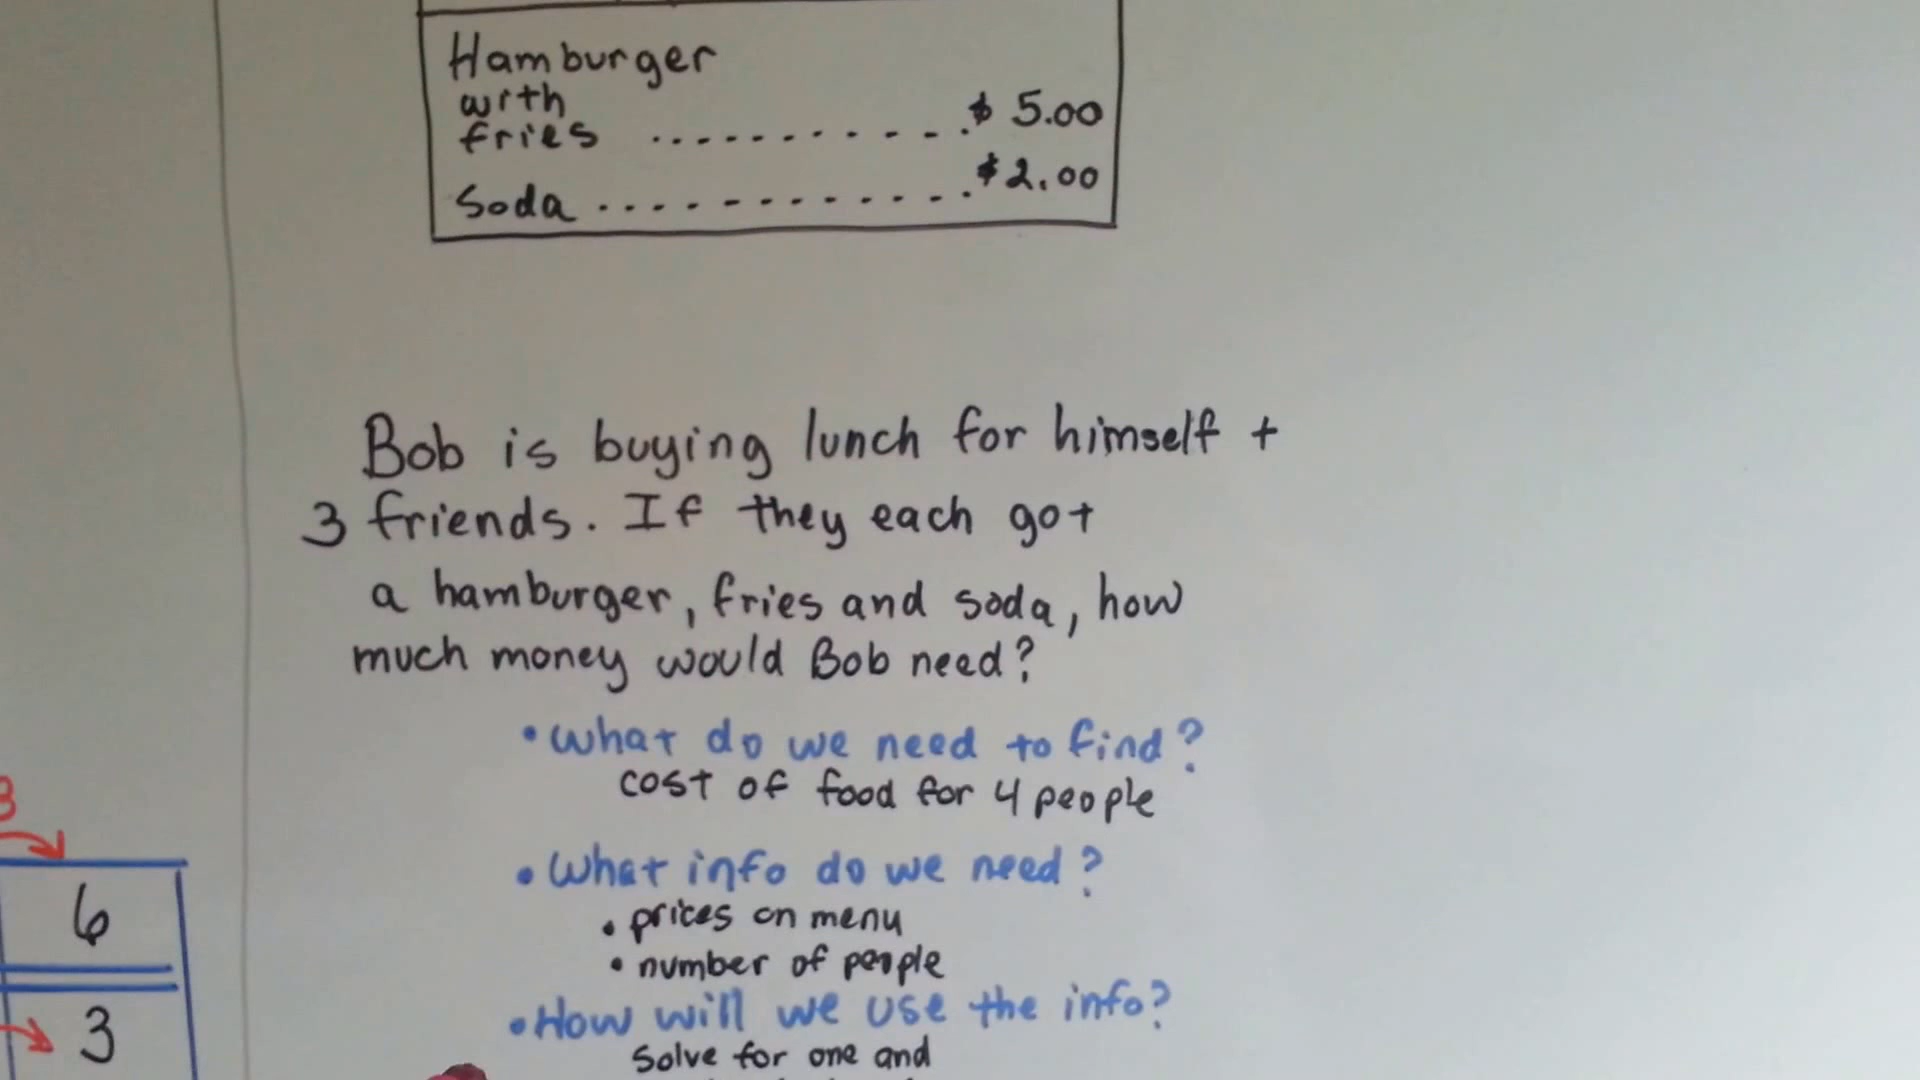 Hamburger
with
fries ............ $ 5.00
Soda ............. $2.00
Bob is buying lunch for himself +
3 friends. If they each got
a hamburger, fries and soda, how
much money would Bob need?
• What do we need to find?
cost of food for 4 people
• What info do we need?
• prices on menu
• number of people
• How will we use the info?
Solve for one and
6
3